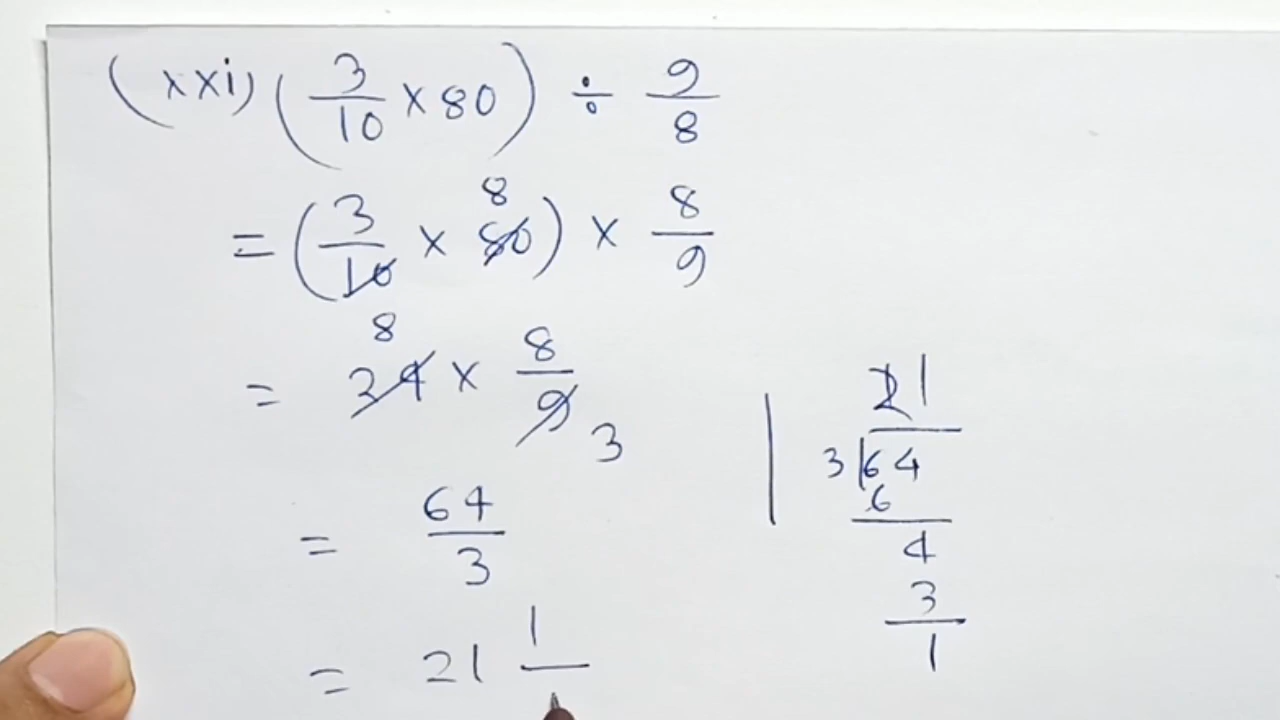 (xxi) (3/10 × 80) ÷ 9/8
= (3/10 × 80) × 8/9
8
= 24 × 8/9
8
3
= 64/3
= 21 1/
21
3 64
6
4
3
1